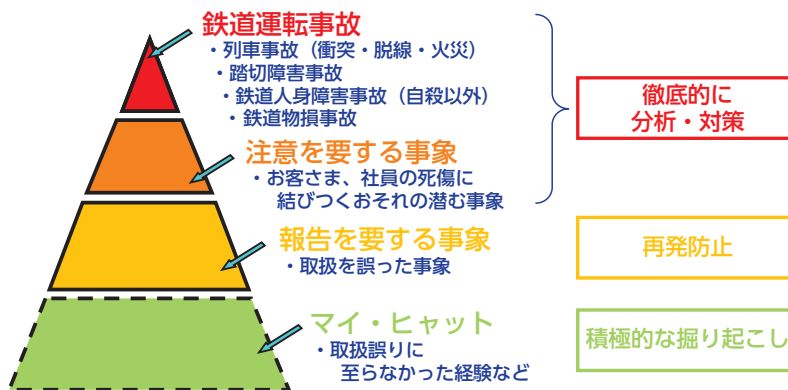 鉄道運転事故
・列車事故（衝突・脱線・火災）
・踏切障害事故
・鉄道人身障害事故（自殺以外）
・鉄道物損事故
徹底的に
分析・対策
注意を要する事象
・お客さま、社員の死傷に
結びつくおそれの潜む事象
報告を要する事象
・取扱を誤った事象
再発防止
マイ・ヒヤット
・取扱誤りに
至らなかった経験など
積極的な掘り起こし